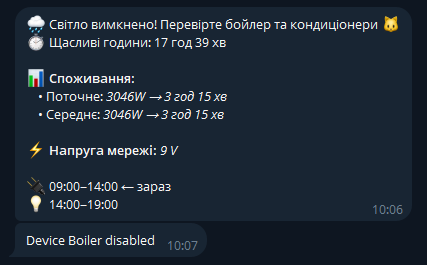 🌧 Світло вимкнено! Перевірте бойлер та кондиціонери 🐱
⏱ Щасливі години: 17 год 39 хв
📊 Споживання:
• Поточне: 3046W → 3 год 15 хв
• Середнє: 3046W → 3 год 15 хв
⚡ Напруга мережі: 9 V
🔌 09:00–14:00 ← зараз
💡 14:00–19:00
10:06
Device Boiler disabled 10:07